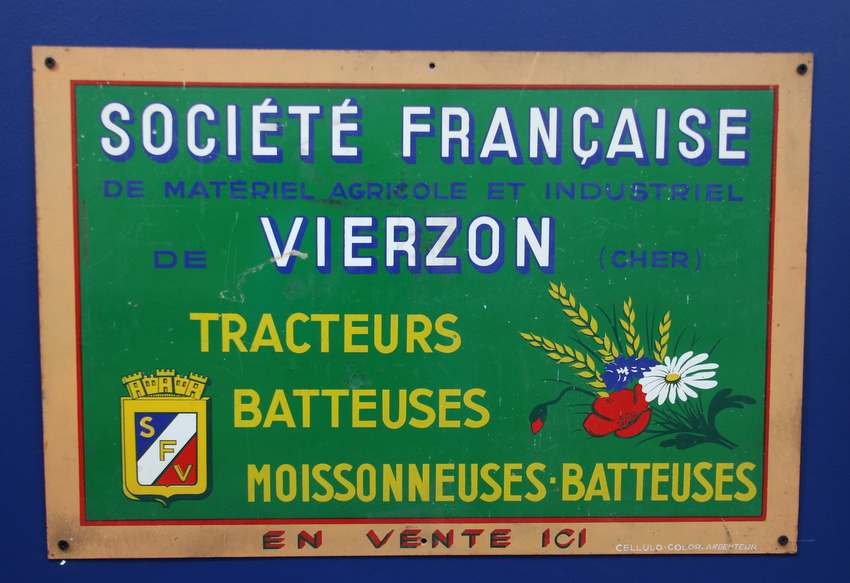 SOCIÉTÉ FRANÇAISE
DE MATÉRIEL AGRICOLE ET INDUSTRIEL
DE VIERZON (CHER)
TRACTEURS
BATTEUSES
S
F
V
MOISSONNEUSES-BATTEUSES
EN VENTE ICI
CELLULO-COLOR. ARGENTEUIL